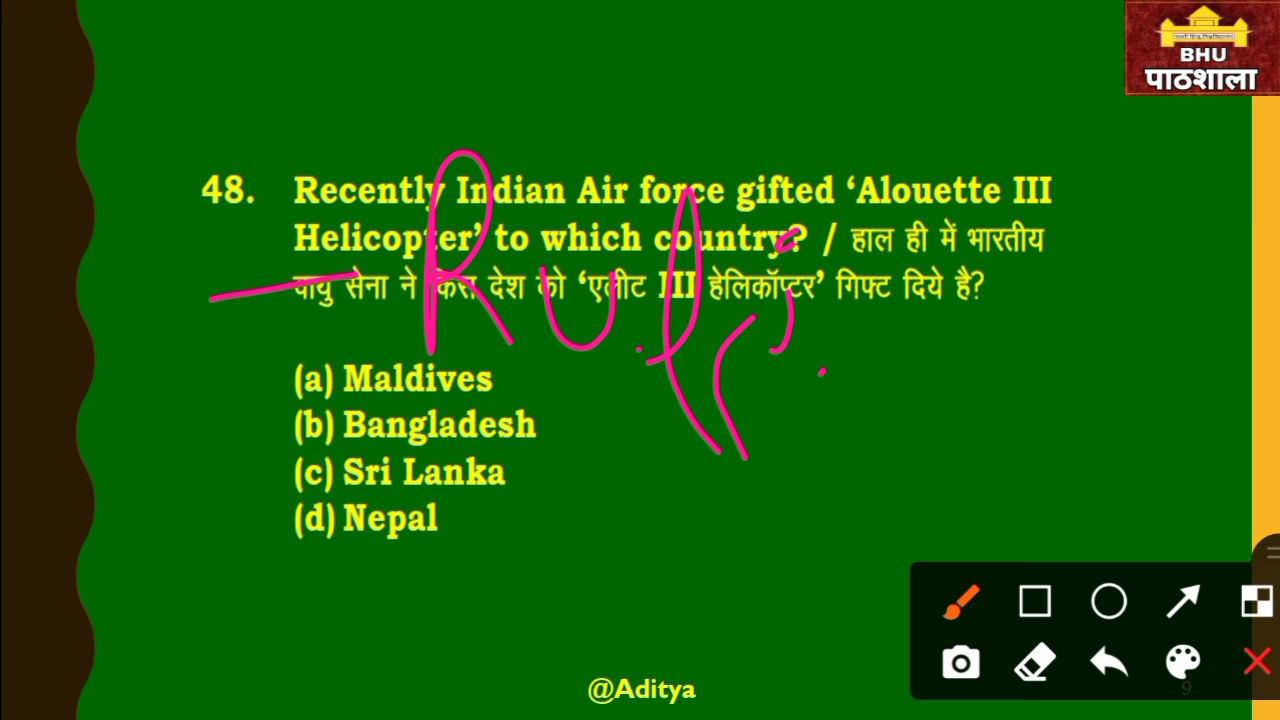 BHU
पाठशाला
48. Recently Indian Air force gifted ‘Alouette III
Helicopter’ to which country? / हाल ही में भारतीय
वायु सेना ने किस देश को ‘एलीट III हेलिकॉप्टर’ गिफ्ट दिये है?
(a) Maldives
(b) Bangladesh
(c) Sri Lanka
(d) Nepal
@Aditya
9